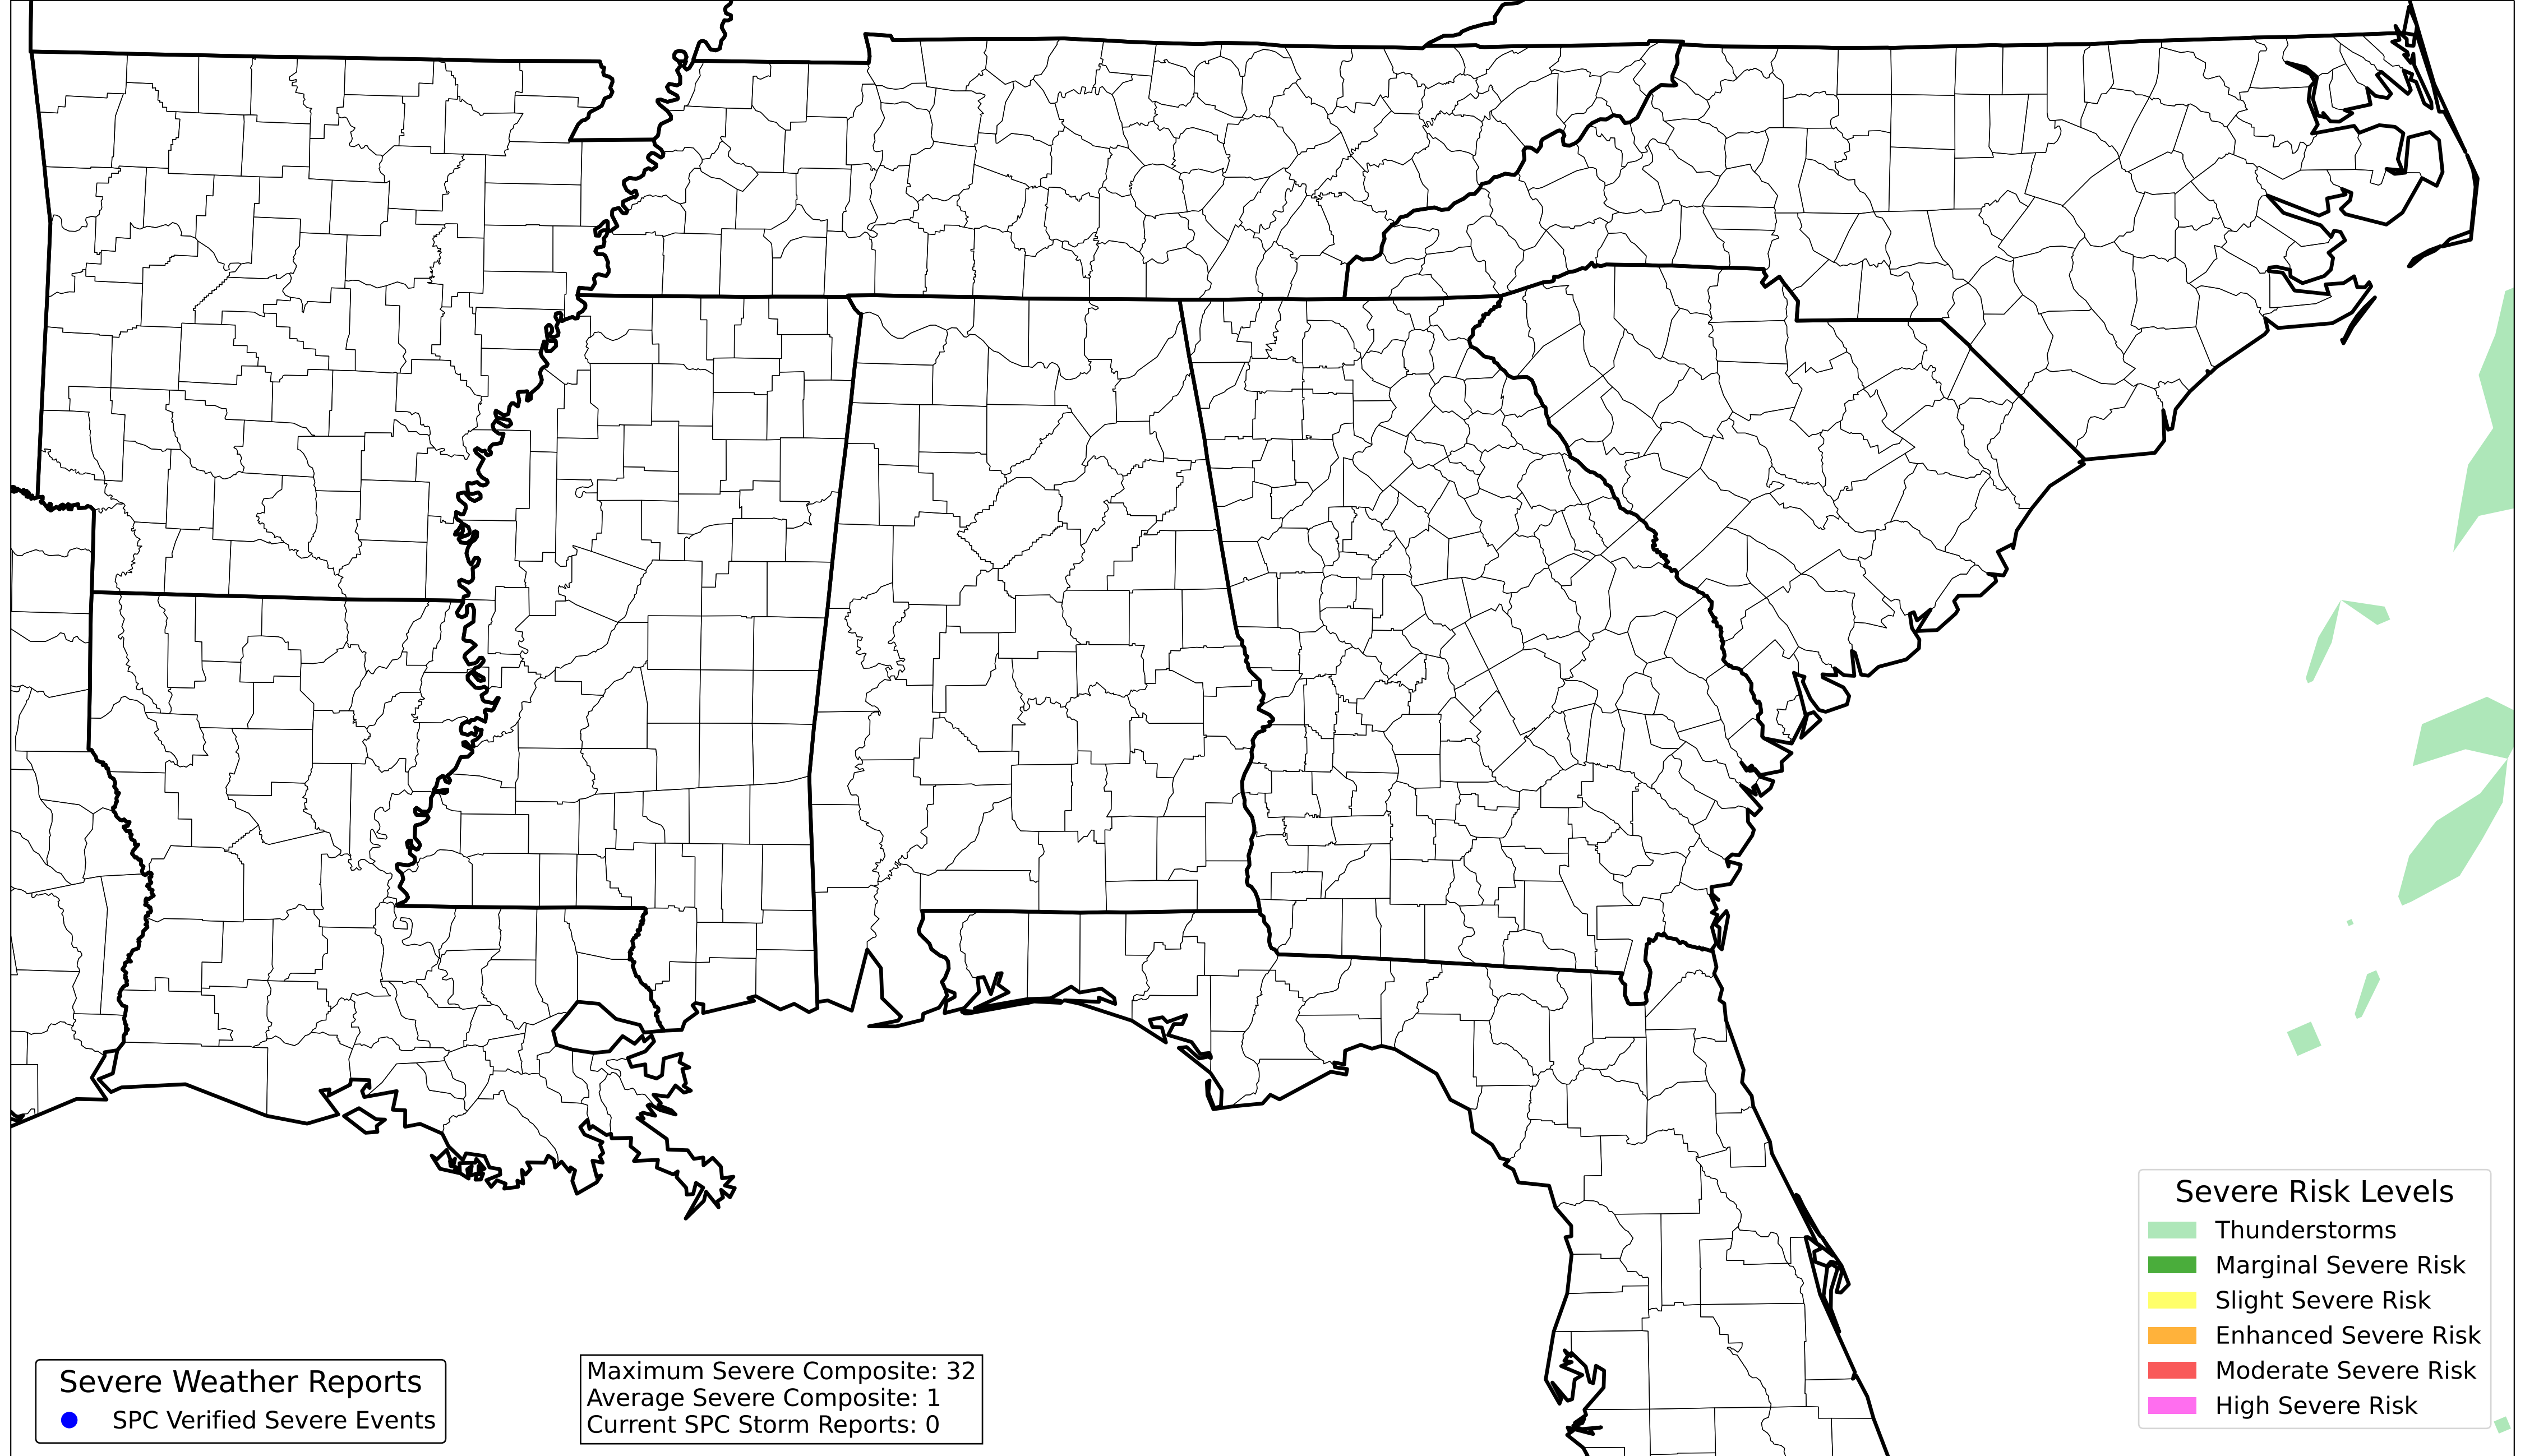 Severe Risk Levels
Thunderstorms
Marginal Severe Risk
Slight Severe Risk
Enhanced Severe Risk
Moderate Severe Risk
High Severe Risk
Severe Weather Reports
SPC Verified Severe Events
Maximum Severe Composite: 32
Average Severe Composite: 1
Current SPC Storm Reports: 0